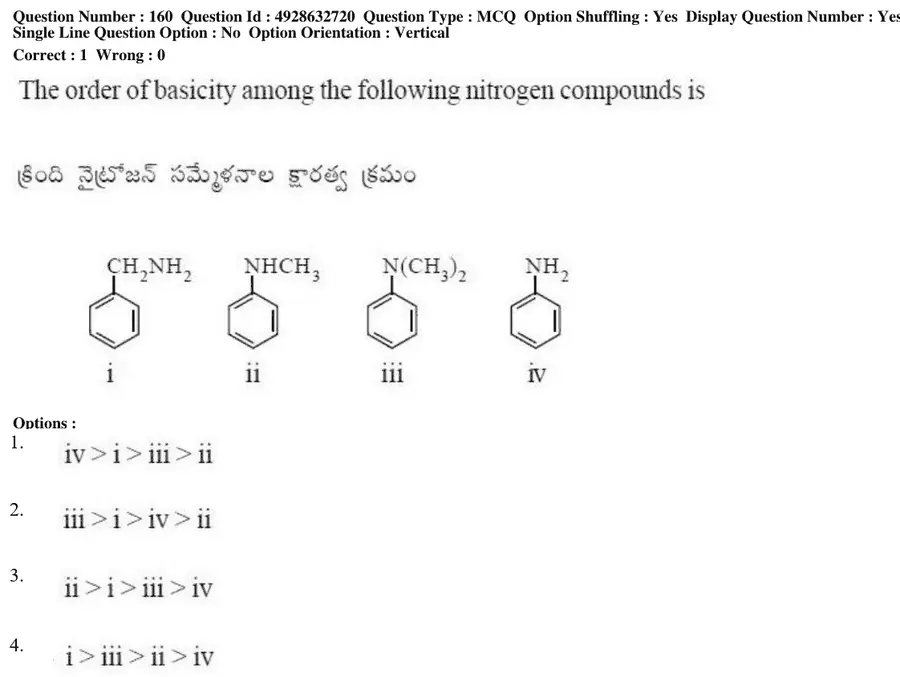 Question Number : 160 Question Id : 4928632720 Question Type : MCQ Option Shuffling : Yes Display Question Number : Yes
Single Line Question Option : No Option Orientation : Vertical
Correct : 1 Wrong : 0
The order of basicity among the following nitrogen compounds is
క్రింది నైట్రోజన్ సమ్మేళనాల క్షారత్వ క్రమం
CH₂NH₂ NHCH₃ N(CH₃)₂ NH₂
i ii iii iv
Options :
1. iv > i > iii > ii
2. iii > i > iv > ii
3. ii > i > iii > iv
4. i > iii > ii > iv